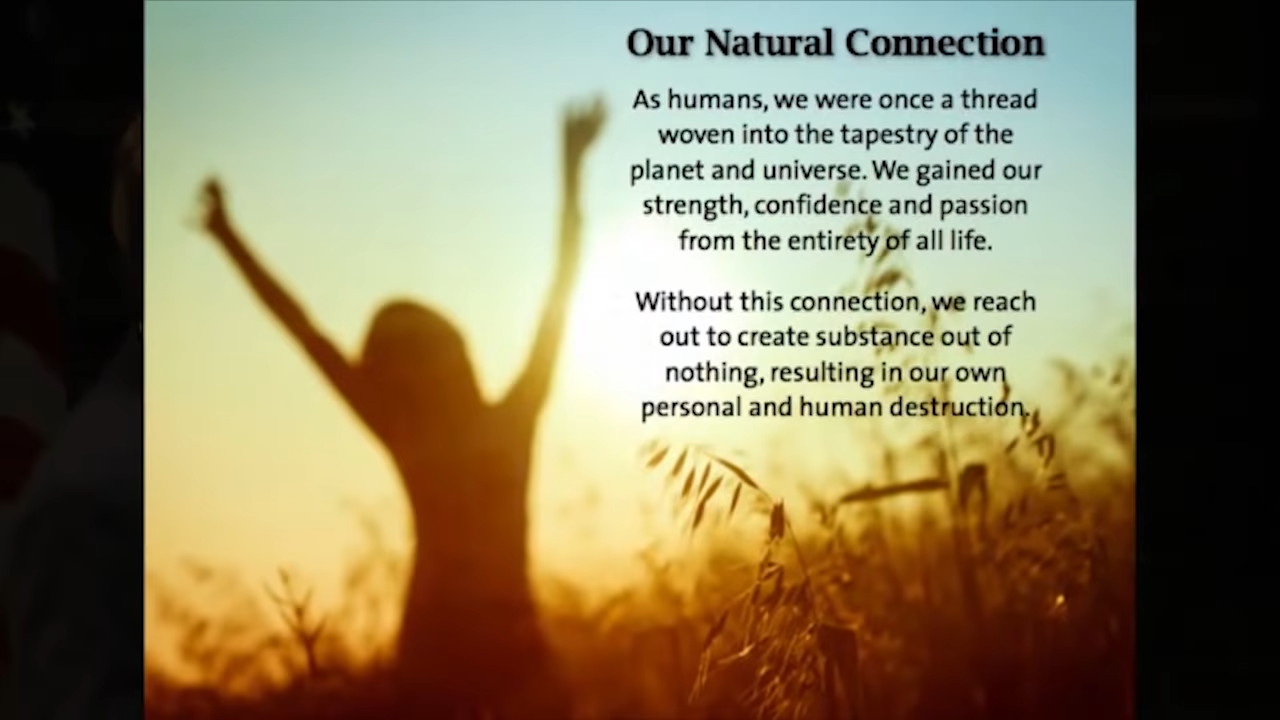 Our Natural Connection
As humans, we were once a thread
woven into the tapestry of the
planet and universe. We gained our
strength, confidence and passion
from the entirety of all life.
Without this connection, we reach
out to create substance out of
nothing, resulting in our own
personal and human destruction.